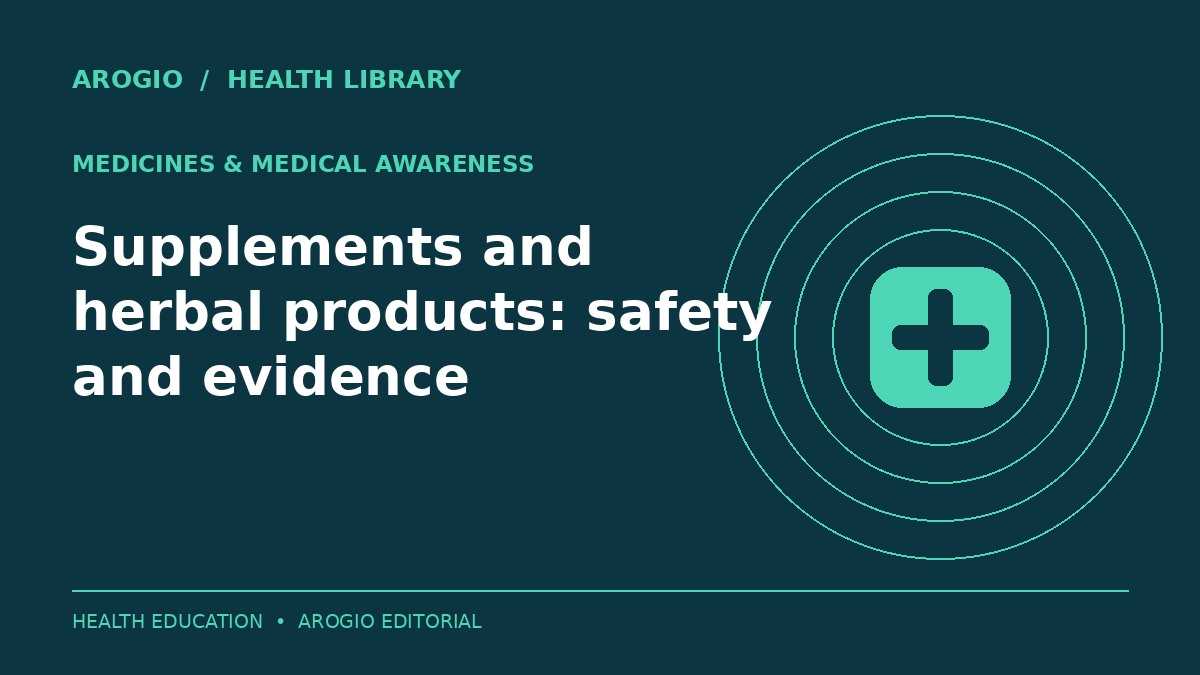 AROGIO / HEALTH LIBRARY
MEDICINES & MEDICAL AWARENESS
Supplements and
herbal products: safety
and evidence
HEALTH EDUCATION • AROGIO EDITORIAL